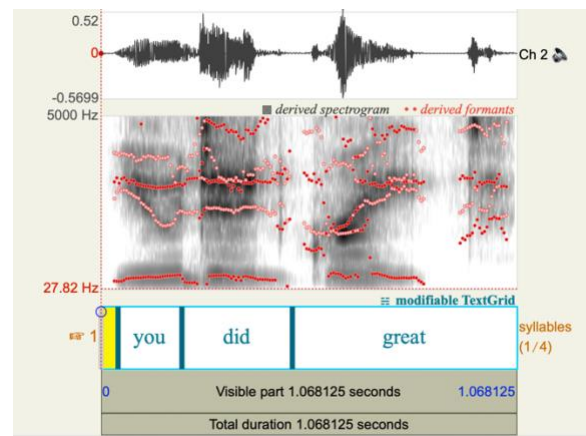 0.52
0
-0.5699
Ch 2
derived spectrogram derived formants
5000 Hz
27.82 Hz
modifiable TextGrid
1 you did great syllables
(1/4)
0 Visible part 1.068125 seconds 1.068125
Total duration 1.068125 seconds